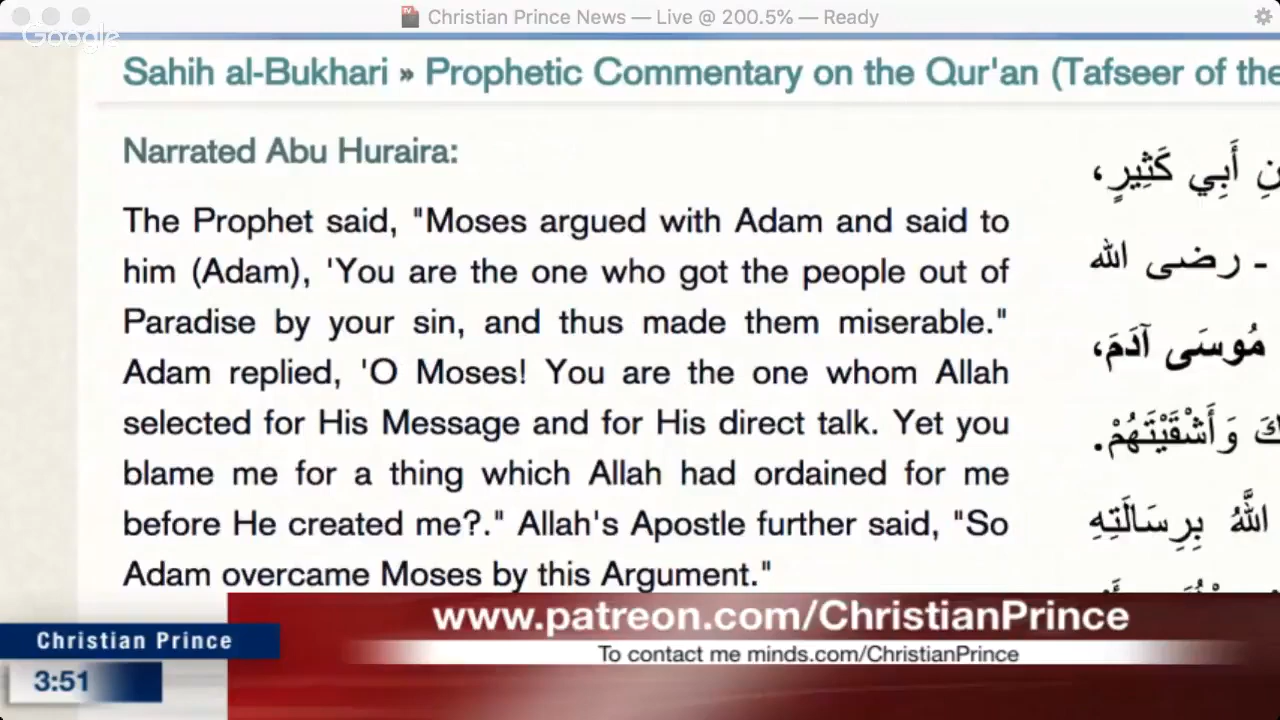 Christian Prince News — Live @ 200.5% — Ready
Google
Sahih al-Bukhari » Prophetic Commentary on the Qur'an (Tafseer of the
Narrated Abu Huraira:
The Prophet said, "Moses argued with Adam and said to
him (Adam), 'You are the one who got the people out of
Paradise by your sin, and thus made them miserable."
Adam replied, 'O Moses! You are the one whom Allah
selected for His Message and for His direct talk. Yet you
blame me for a thing which Allah had ordained for me
before He created me?." Allah's Apostle further said, "So
Adam overcame Moses by this Argument."
أَبِي كَثِيرٍ،
ـ رضى الله
مُوسَى آدَمَ،
وَأَشْقَيْتَهُمْ.
اللَّهُ بِرِسَالَتِهِ
www.patreon.com/ChristianPrince
To contact me minds.com/ChristianPrince
Christian Prince
3:51